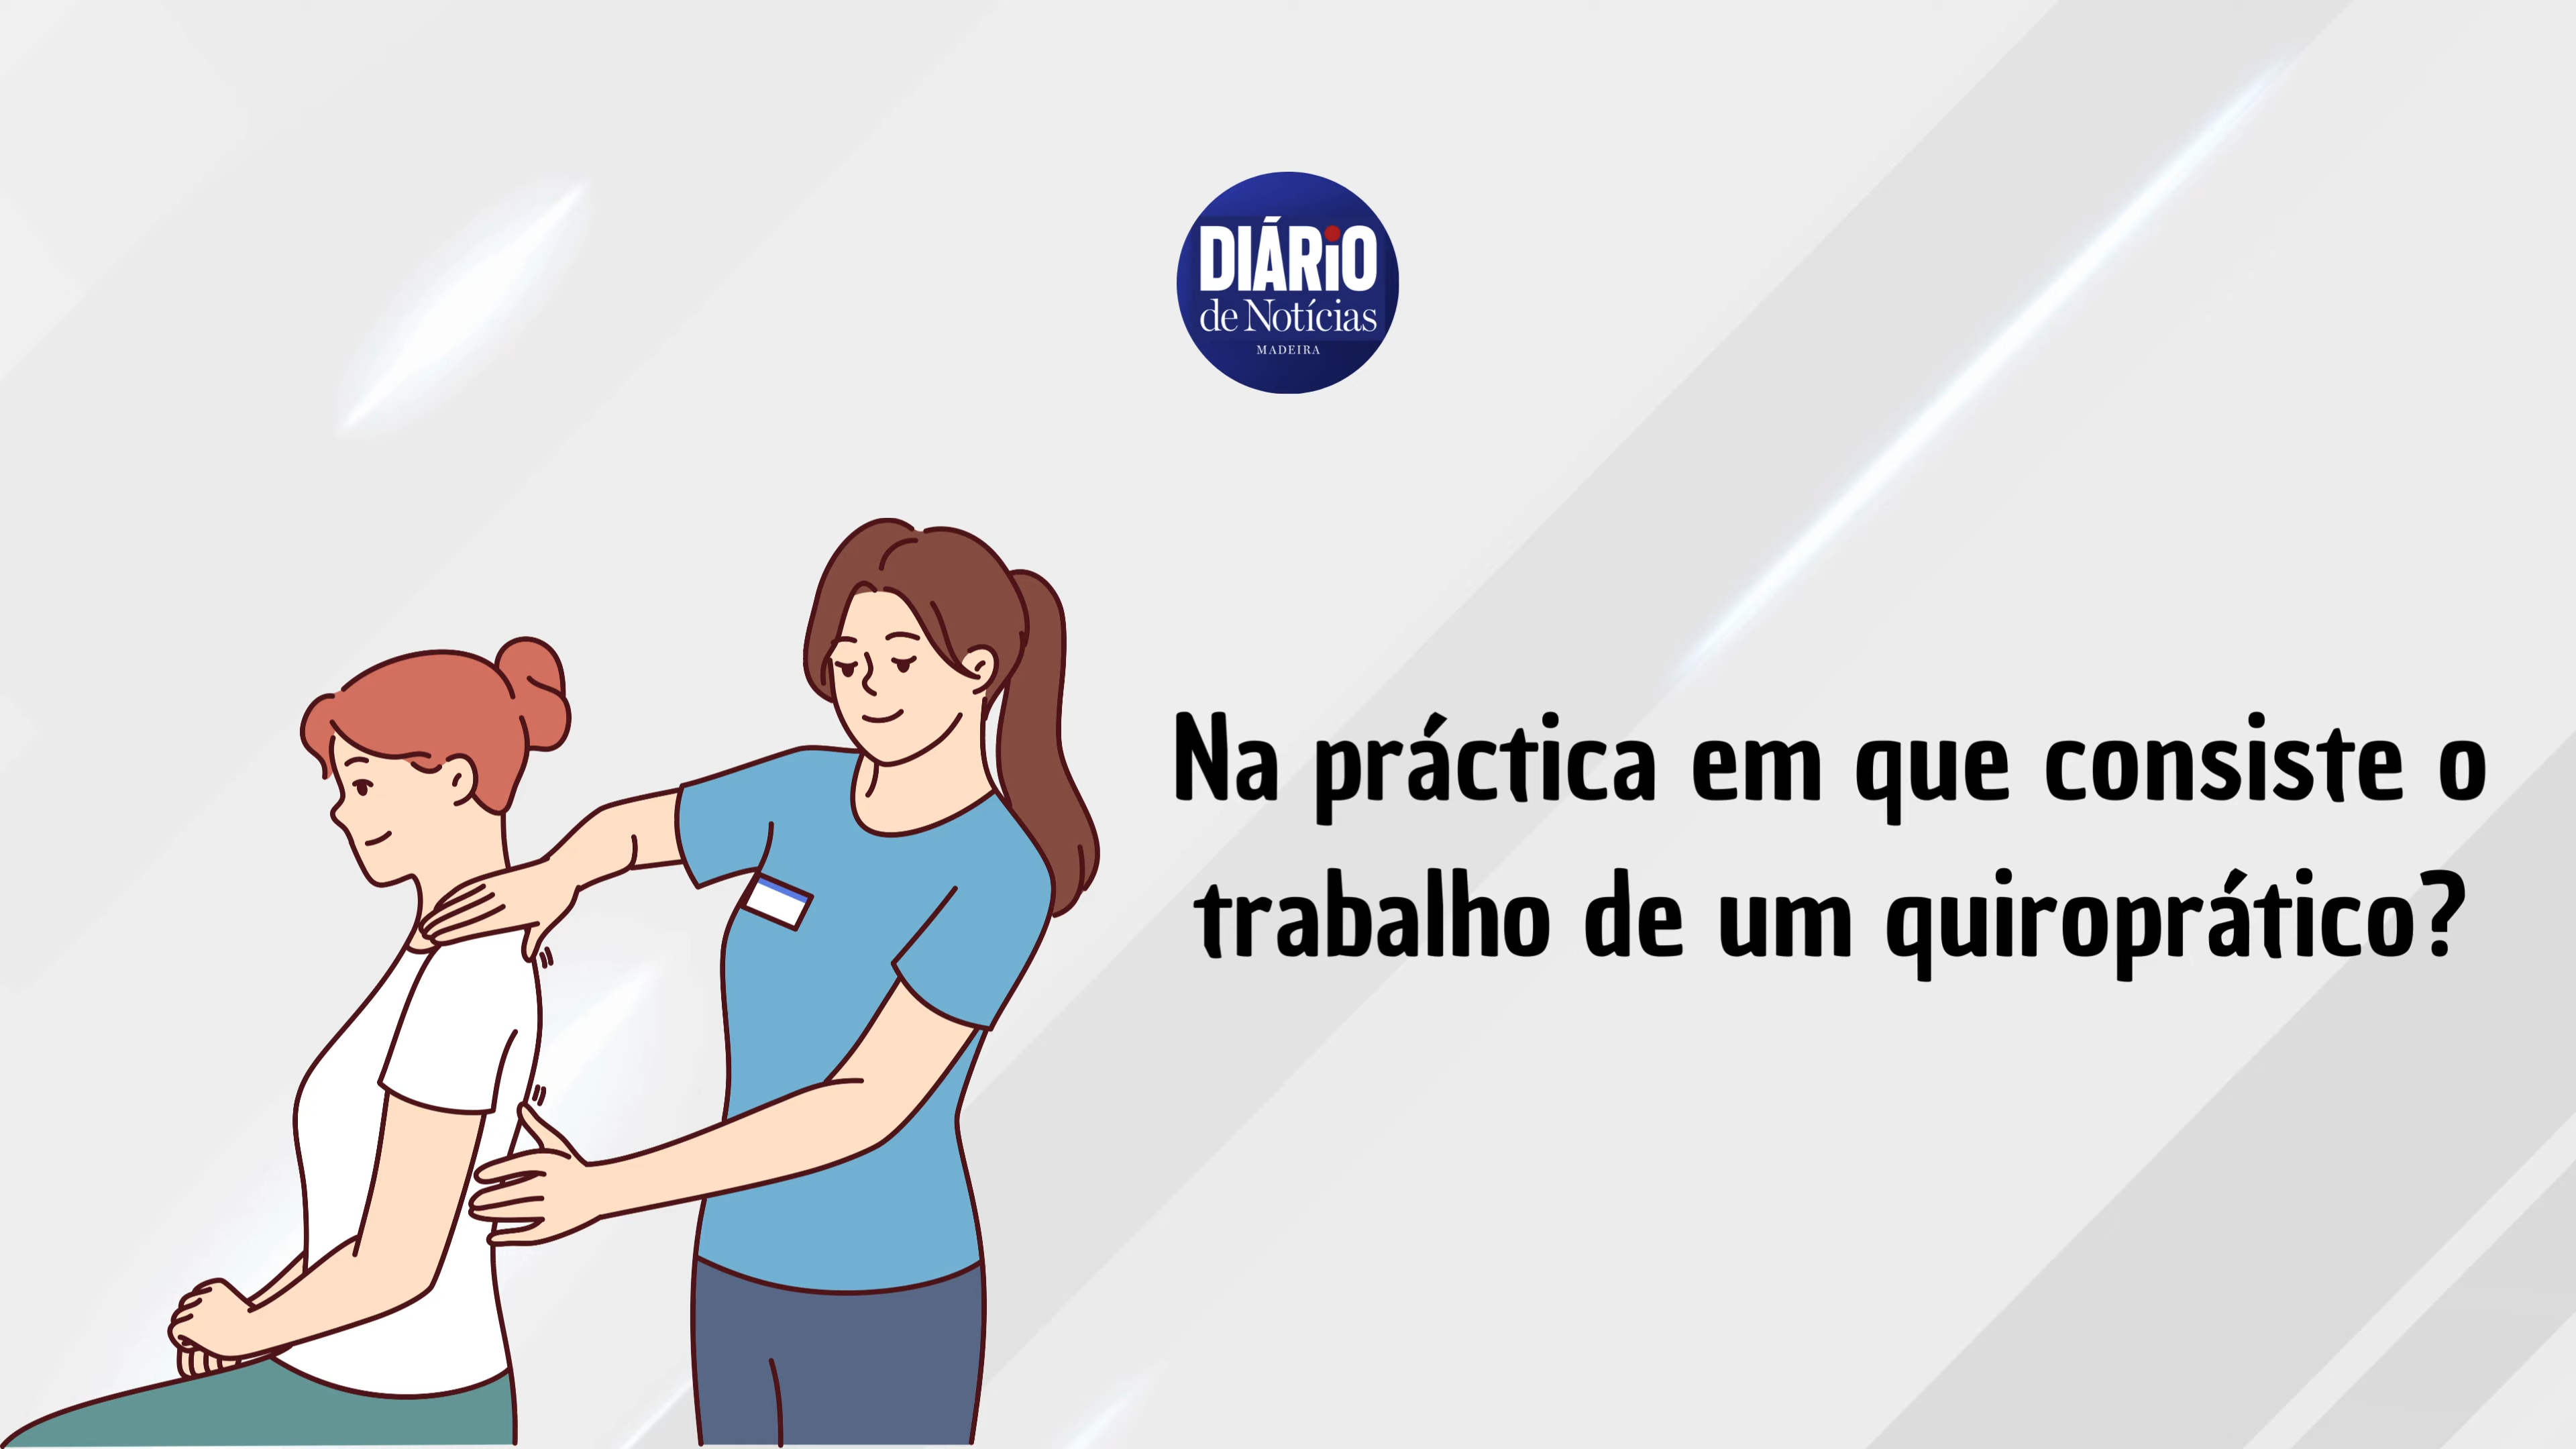 DIÁRiO
de Notícias
MADEIRA
Na práctica em que consiste o
trabalho de um quiroprático?